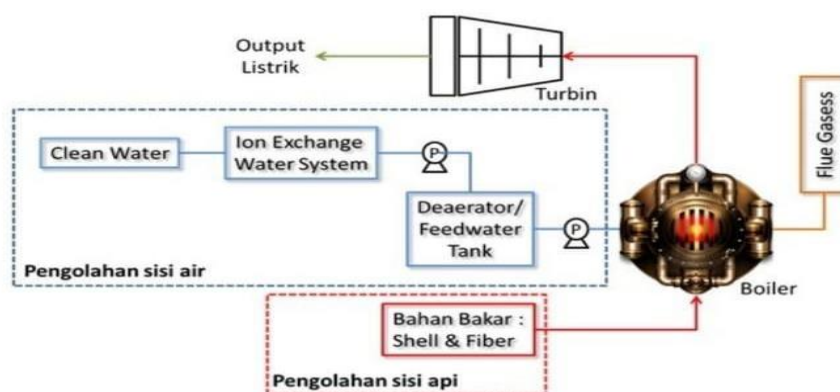 Output
Listrik
Turbin
Flue Gasess
Clean Water
Ion Exchange
Water System
P
Deaerator/
Feedwater
Tank
P
Pengolahan sisi air
Boiler
Bahan Bakar :
Shell & Fiber
Pengolahan sisi api